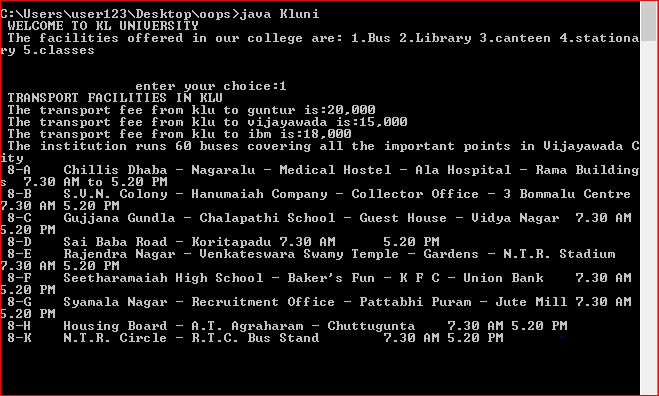 C:\Users\user123\Desktop\oops>java Kluni
WELCOME TO KL UNIVERSITY
The facilities offered in our college are: 1.Bus 2.Library 3.canteen 4.stationa
ry 5.classes
enter your choice:1
TRANSPORT FACILITIES IN KLU
The transport fee from klu to guntur is:20,000
The transport fee from klu to vijayawada is:15,000
The transport fee from klu to ibm is:18,000
The institution runs 60 buses covering all the important points in Vijayawada C
ity
8-A Chillis Dhaba - Nagaralu - Medical Hostel - Ala Hospital - Rama Building
s 7.30 AM to 5.20 PM
8-B S.V.N. Colony - Hanumaiah Company - Collector Office - 3 Bommalu Centre
7.30 AM 5.20 PM
8-C Gujjana Gundla - Chalapathi School - Guest House - Vidya Nagar 7.30 AM
5.20 PM
8-D Sai Baba Road - Koritapadu 7.30 AM 5.20 PM
8-E Rajendra Nagar - Venkateswara Swamy Temple - Gardens - N.T.R. Stadium
7.30 AM 5.20 PM
8-F Seetharamaiah High School - Baker's Fun - K F C - Union Bank 7.30 AM
5.20 PM
8-G Syamala Nagar - Recruitment Office - Pattabhi Puram - Jute Mill 7.30 AM
5.20 PM
8-H Housing Board - A.T. Agraharam - Chuttugunta 7.30 AM 5.20 PM
8-K N.T.R. Circle - R.T.C. Bus Stand 7.30 AM 5.20 PM